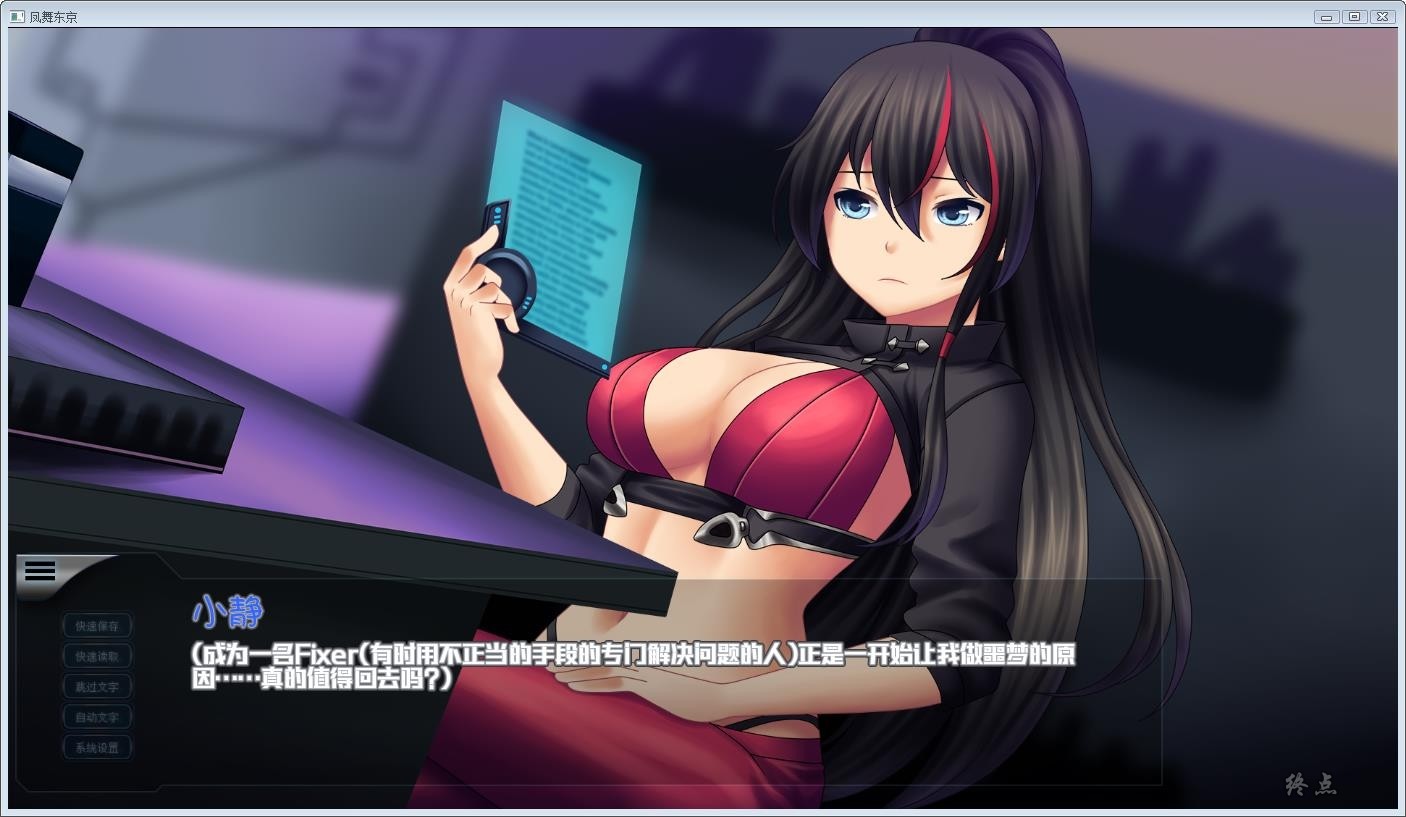 凤舞东京
小静
(成为一名Fixer(有时用不正当的手段的专门解决问题的人)正是一开始让我做噩梦的原
因……真的值得回去吗?)
快速保存
快速读取
跳过文字
自动文字
系统设置
终点